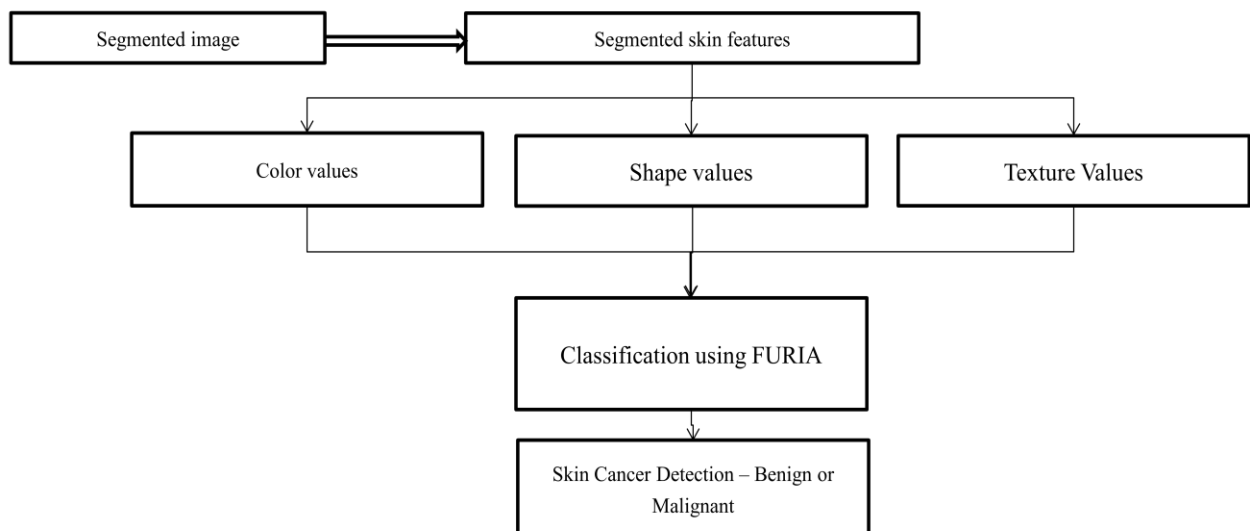 Segmented image
Segmented skin features
Color values
Shape values
Texture Values
Classification using FURIA
Skin Cancer Detection – Benign or
Malignant